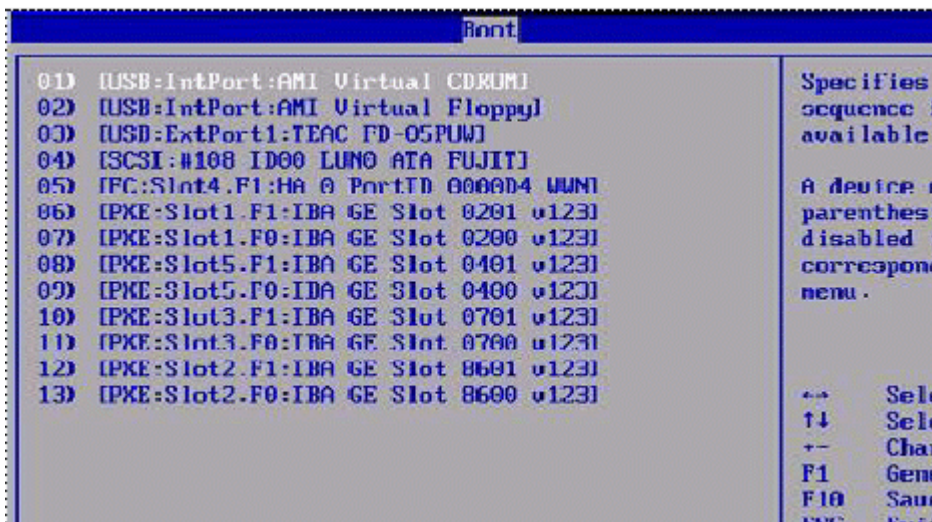 Boot
01) [USB:IntPort:AMI Virtual CDROM]
02) [USB:IntPort:AMI Virtual Floppy]
03) [USB:ExtPort1:TEAC FD-05PUW]
04) [SCSI:#108 ID00 LUN0 ATA FUJIT]
05) [FC:Slot4.F1:HA 0 PortID 0000D4 WWN]
06) [PXE:Slot1.F1:IBA GE Slot 0201 v123]
07) [PXE:Slot1.F0:IBA GE Slot 0200 v123]
08) [PXE:Slot5.F1:IBA GE Slot 0401 v123]
09) [PXE:Slot5.F0:IBA GE Slot 0400 v123]
10) [PXE:Slot3.F1:IBA GE Slot 0701 v123]
11) [PXE:Slot3.F0:IBA GE Slot 0700 v123]
12) [PXE:Slot2.F1:IBA GE Slot 8601 v123]
13) [PXE:Slot2.F0:IBA GE Slot 8600 v123]
Specifies
sequence
available
A device
parenthes
disabled
correspond
menu.
↔ Sele
↑↓ Sele
+- Chan
F1 Gene
F10 Save